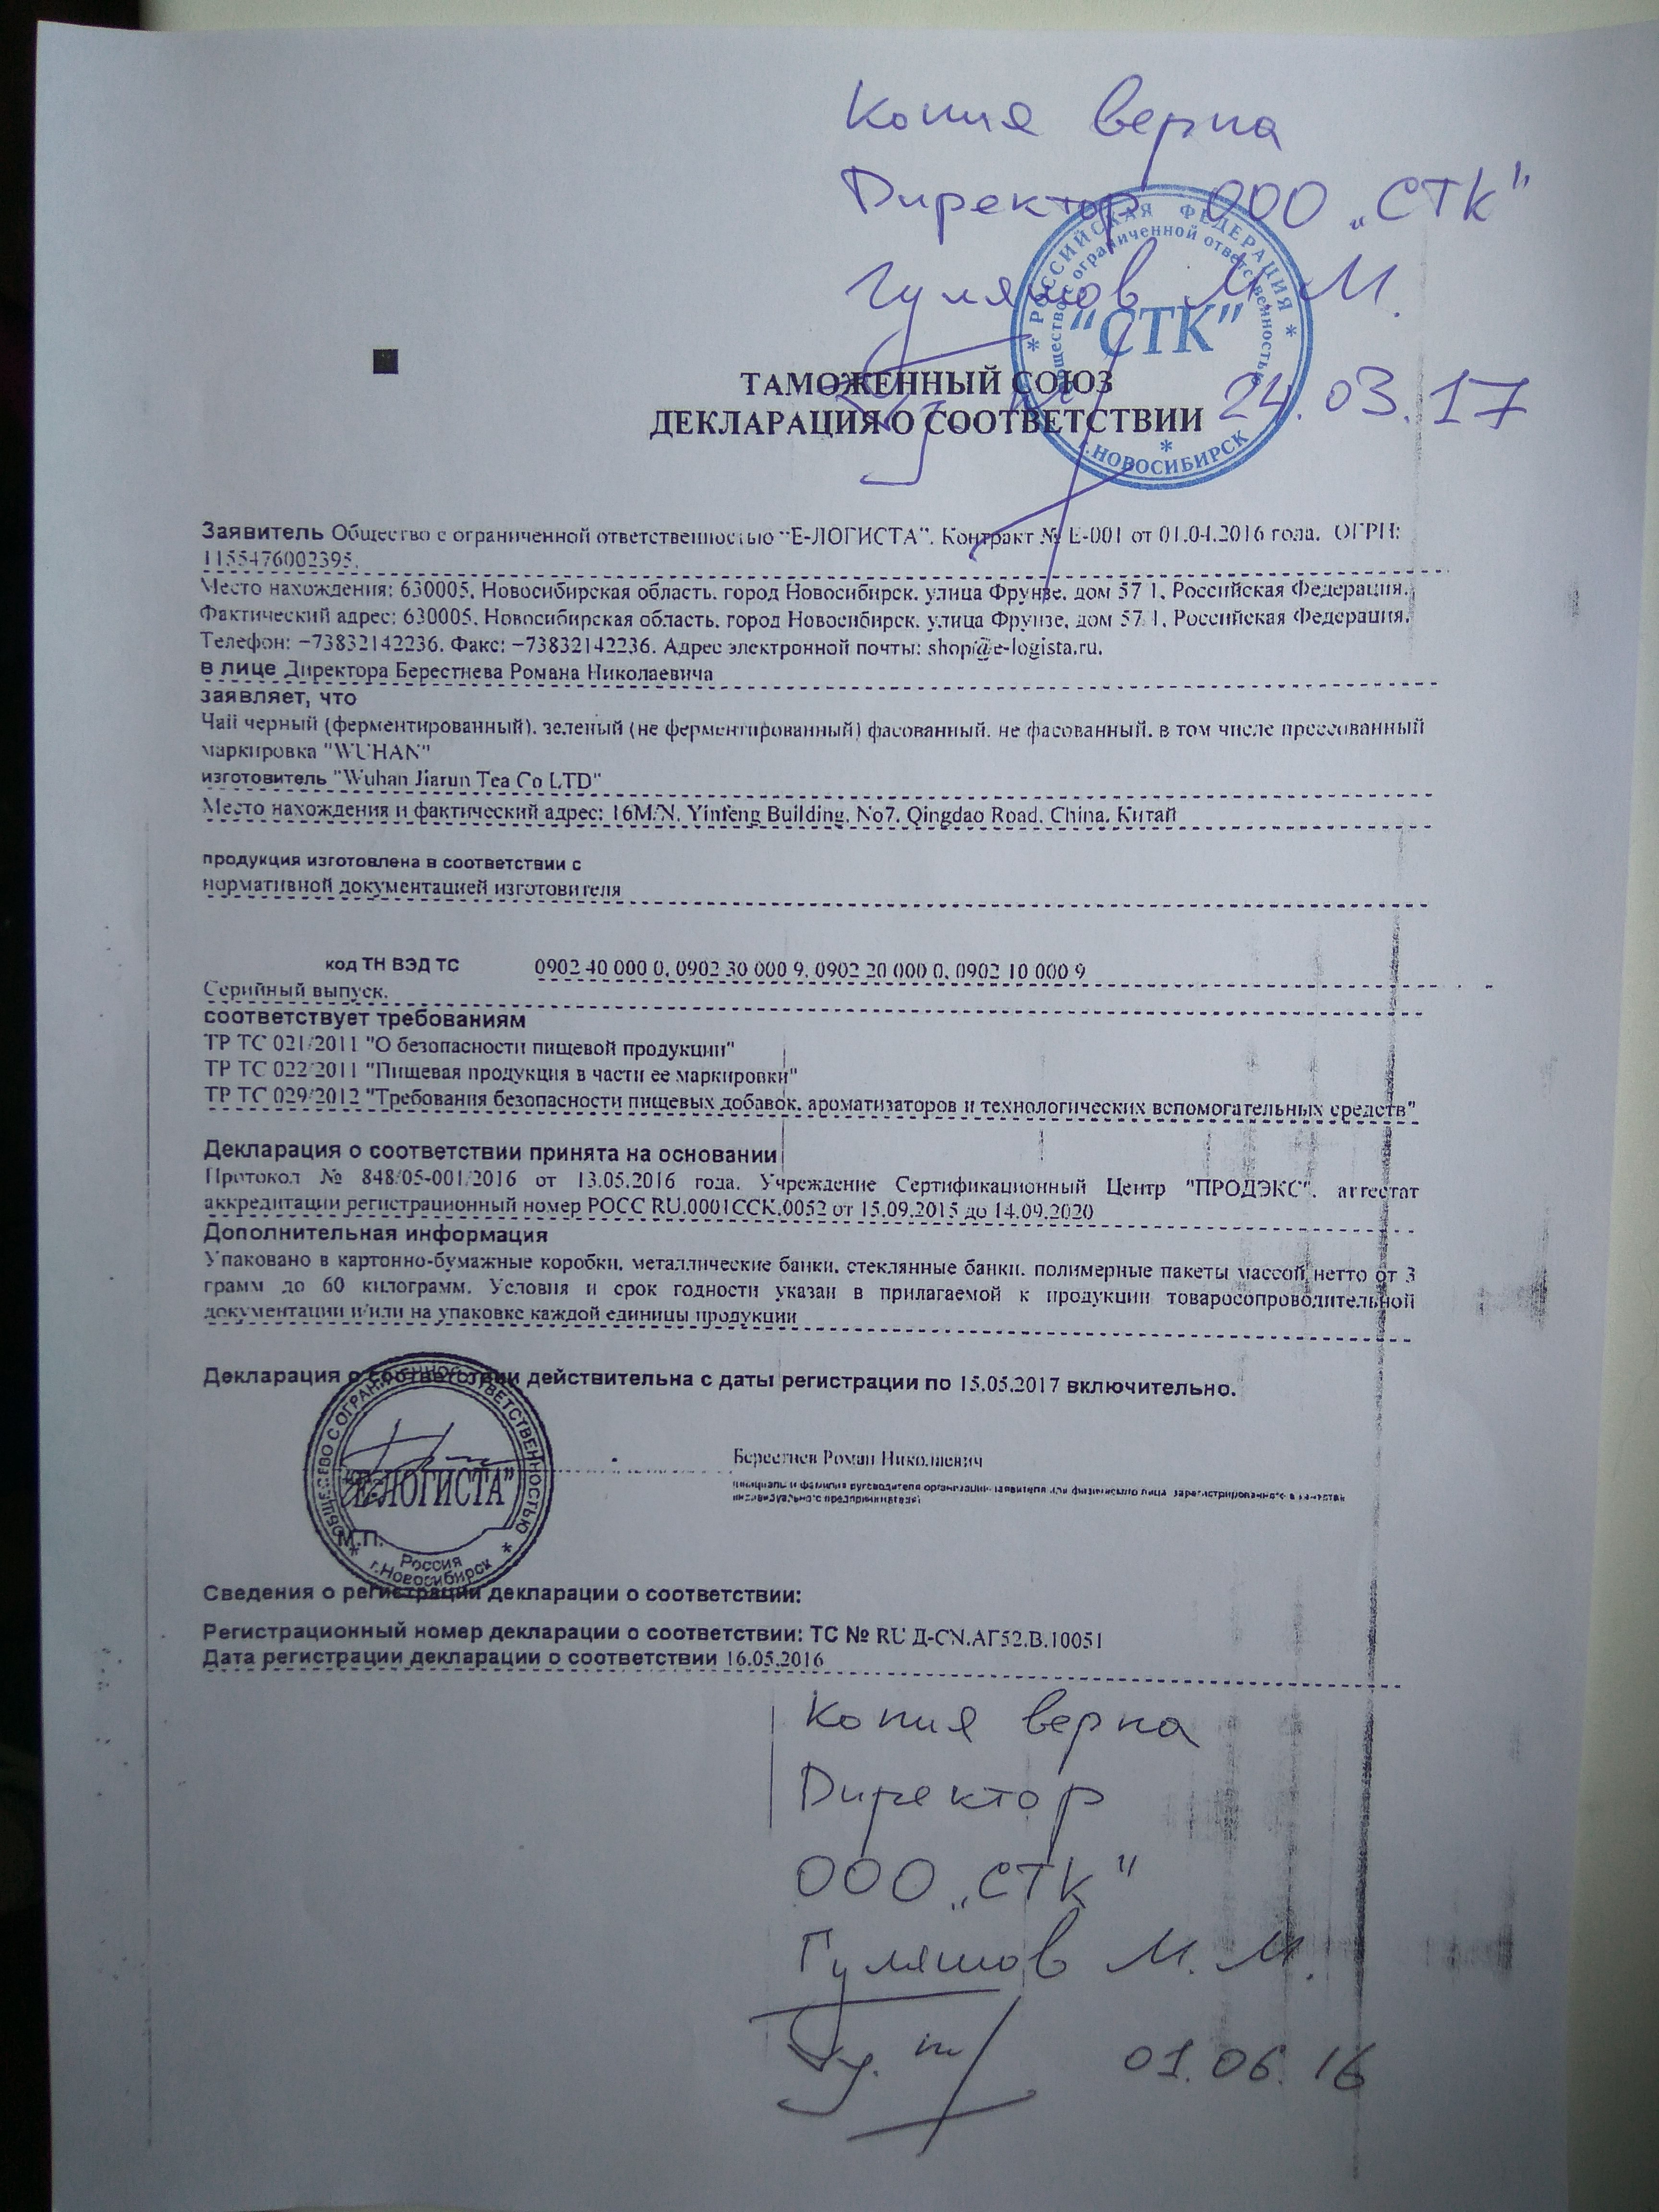 Копия верна
Директор ООО „СТК"
Гуляшов М. М.
* РОССИЙСКАЯ ФЕДЕРАЦИЯ *
Общество с ограниченной ответственностью
"СТК"
г.НОВОСИБИРСК
24.03.17
ТАМОЖЕННЫЙ СОЮЗ
ДЕКЛАРАЦИЯ О СООТВЕТСТВИИ
Заявитель Общество с ограниченной ответственностью "Е-ЛОГИСТА". Контракт № Е-001 от 01.04.2016 года. ОГРН:
1155476002395.
Место нахождения: 630005, Новосибирская область, город Новосибирск, улица Фрунзе, дом 57 1, Российская Федерация.
Фактический адрес: 630005, Новосибирская область, город Новосибирск, улица Фрунзе, дом 57 1, Российская Федерация.
Телефон: +73832142236, Факс: +73832142236. Адрес электронной почты: shop@e-logista.ru.
в лице Директора Берестнева Романа Николаевича
заявляет, что
Чай черный (ферментированный), зеленый (не ферментированный) фасованный, не фасованный, в том числе прессованный
маркировка "WUHAN"
изготовитель "Wuhan Jiarun Tea Co LTD"
Место нахождения и фактический адрес: 16M/N, Yinfeng Building, No7, Qingdao Road, China, Китай
продукция изготовлена в соответствии с
нормативной документацией изготовителя
код ТН ВЭД ТС 0902 40 000 0, 0902 30 000 9, 0902 20 000 0, 0902 10 000 9
Серийный выпуск.
соответствует требованиям
ТР ТС 021/2011 "О безопасности пищевой продукции"
ТР ТС 022/2011 "Пищевая продукция в части ее маркировки"
ТР ТС 029/2012 "Требования безопасности пищевых добавок, ароматизаторов и технологических вспомогательных средств"
Декларация о соответствии принята на основании
Протокол № 848/05-001/2016 от 13.05.2016 года. Учреждение Сертификационный Центр "ПРОДЭКС", аттестат
аккредитации регистрационный номер РОСС RU.0001ССК.0052 от 15.09.2015 до 14.09.2020
Дополнительная информация
Упаковано в картонно-бумажные коробки, металлические банки, стеклянные банки, полимерные пакеты массой нетто от 3
грамм до 60 килограмм. Условия и срок годности указан в прилагаемой к продукции товаросопроводительной
документации и/или на упаковке каждой единицы продукции
Декларация о соответствии действительна с даты регистрации по 15.05.2017 включительно.
ОБЩЕСТВО С ОГРАНИЧЕННОЙ ОТВЕТСТВЕННОСТЬЮ
"Е-ЛОГИСТА"
М.П.
* Россия *
г.Новосибирск
Берестнев Роман Николаевич
инициалы и фамилия руководителя организации-заявителя или физического лица, зарегистрированного в качестве
индивидуального предпринимателя)
Сведения о регистрации декларации о соответствии:
Регистрационный номер декларации о соответствии: ТС № RU Д-CN.АГ52.В.10051
Дата регистрации декларации о соответствии 16.05.2016
Копия верна
Директор
ООО „СТК"
Гуляшов М. М.
01.06.16